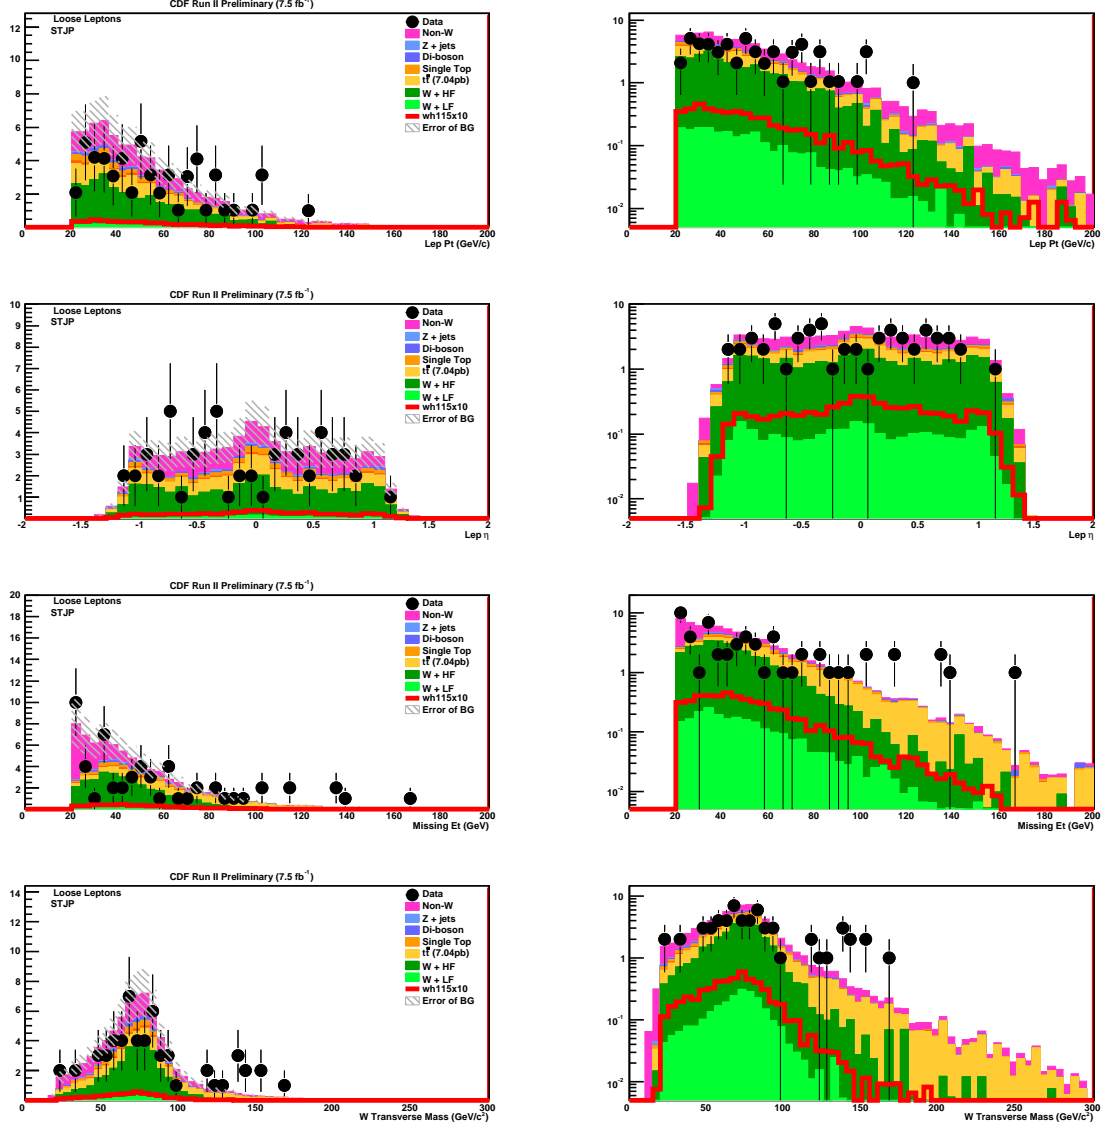 CDF Run II Preliminary (7.5 fb⁻¹)
Loose Leptons
STJP
Data
Non-W
Z + jets
Di-boson
Single Top
tt̄ (7.04pb)
W + HF
W + LF
wh115x10
Error of BG
12
10
8
6
4
2
0 20 40 60 80 100 120 140 160 180 200
Lep Pt (GeV/c)
10
1
10⁻¹
10⁻²
0 20 40 60 80 100 120 140 160 180 200
Lep Pt (GeV/c)
CDF Run II Preliminary (7.5 fb⁻¹)
Loose Leptons
STJP
Data
Non-W
Z + jets
Di-boson
Single Top
tt̄ (7.04pb)
W + HF
W + LF
wh115x10
Error of BG
10
9
8
7
6
5
4
3
2
1
-2 -1.5 -1 -0.5 0 0.5 1 1.5 2
Lep η
10
1
10⁻¹
10⁻²
-2 -1.5 -1 -0.5 0 0.5 1 1.5 2
Lep η
CDF Run II Preliminary (7.5 fb⁻¹)
Loose Leptons
STJP
Data
Non-W
Z + jets
Di-boson
Single Top
tt̄ (7.04pb)
W + HF
W + LF
wh115x10
Error of BG
20
18
16
14
12
10
8
6
4
2
0 20 40 60 80 100 120 140 160 180 200
Missing Et (GeV)
10
1
10⁻¹
10⁻²
0 20 40 60 80 100 120 140 160 180 200
Missing Et (GeV)
CDF Run II Preliminary (7.5 fb⁻¹)
Loose Leptons
STJP
Data
Non-W
Z + jets
Di-boson
Single Top
tt̄ (7.04pb)
W + HF
W + LF
wh115x10
Error of BG
14
12
10
8
6
4
2
0 50 100 150 200 250 300
W Transverse Mass (GeV/c²)
10
1
10⁻¹
10⁻²
0 50 100 150 200 250 300
W Transverse Mass (GeV/c²)